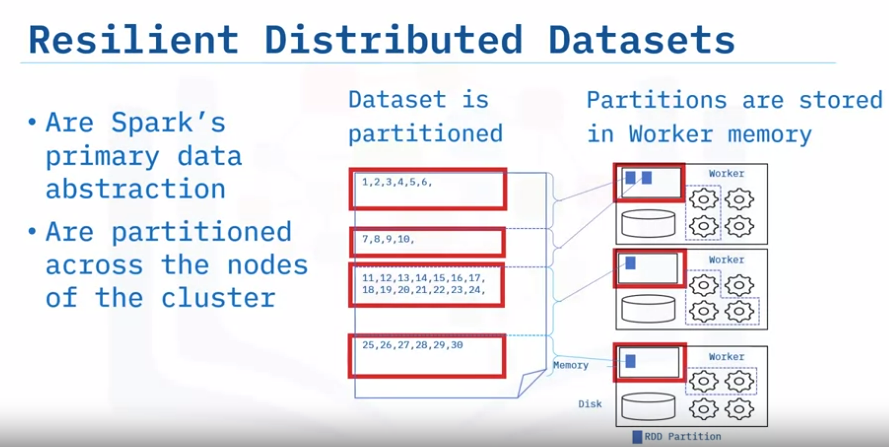 Resilient Distributed Datasets
• Are Spark's
primary data
abstraction
• Are partitioned
across the nodes
of the cluster
Dataset is
partitioned
1,2,3,4,5,6,
7,8,9,10,
11,12,13,14,15,16,17,
18,19,20,21,22,23,24,
25,26,27,28,29,30
Partitions are stored
in Worker memory
Worker
Worker
Worker
Memory
Disk
RDD Partition